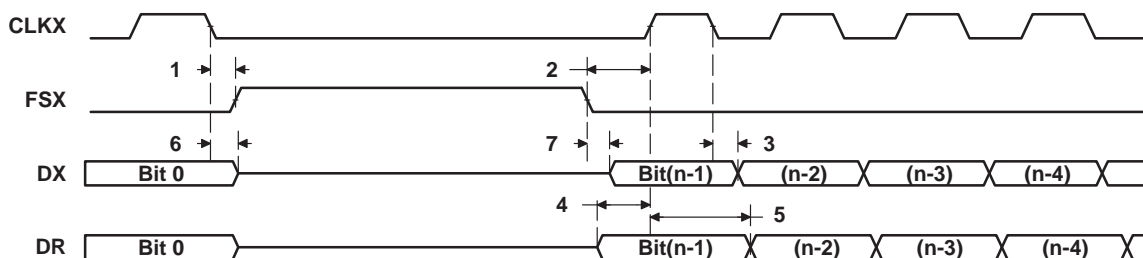 CLKX
1 2
FSX
6 7 3
DX Bit 0 Bit(n-1) (n-2) (n-3) (n-4)
4 5
DR Bit 0 Bit(n-1) (n-2) (n-3) (n-4)